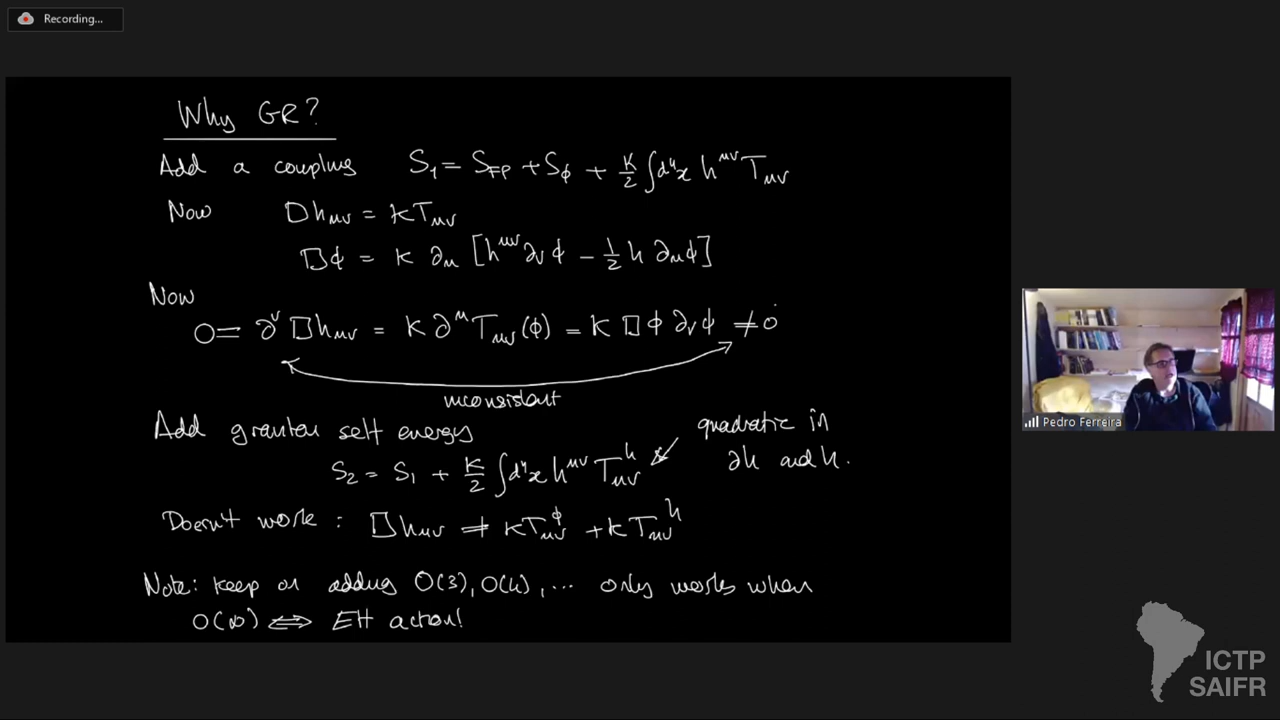 Recording...
Why GR?
Add a coupling S₁ = S_FP + S_ϕ + κ/2 ∫d⁴x h^μν T_μν
Now □h_μν = κT_μν
□ϕ = κ ∂_μ [h^μν ∂_ν ϕ − 1/2 h ∂_μ ϕ]
Now
0 = ∂^ν □h_μν = κ ∂^μ T_μν(ϕ) = κ □ϕ ∂_ν ϕ ≠ 0
inconsistent
Add graviton self energy
quadratic in
∂h and h.
S₂ = S₁ + κ/2 ∫d⁴x h^μν T^h_μν
Doesn't work : □h_μν ≠ κT^ϕ_μν + κT^h_μν
Note: keep on adding O(3), O(4), ... only works when
O(∞) ⟺ EH action!
Pedro Ferreira
ICTP
SAIFR